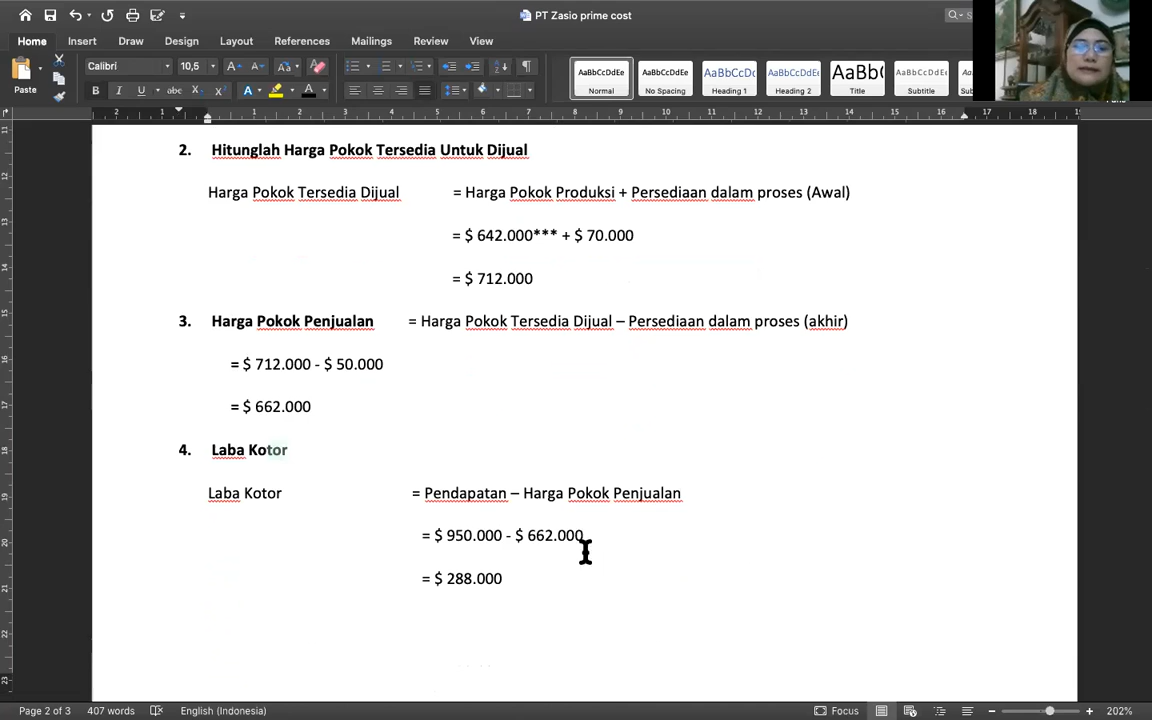 PT Zasio prime cost
Home Insert Draw Design Layout References Mailings Review View
Paste
Calibri 10,5
AaBbCcDdEe AaBbCcDdEe AaBbCcDc AaBbCcDdEe AaBb( AaBbCcDdEe
Normal No Spacing Heading 1 Heading 2 Title Subtitle
2. Hitunglah Harga Pokok Tersedia Untuk Dijual
Harga Pokok Tersedia Dijual = Harga Pokok Produksi + Persediaan dalam proses (Awal)
= $ 642.000*** + $ 70.000
= $ 712.000
3. Harga Pokok Penjualan = Harga Pokok Tersedia Dijual – Persediaan dalam proses (akhir)
= $ 712.000 - $ 50.000
= $ 662.000
4. Laba Kotor
Laba Kotor = Pendapatan – Harga Pokok Penjualan
= $ 950.000 - $ 662.000
= $ 288.000
Page 2 of 3 407 words English (Indonesia) Focus 202%